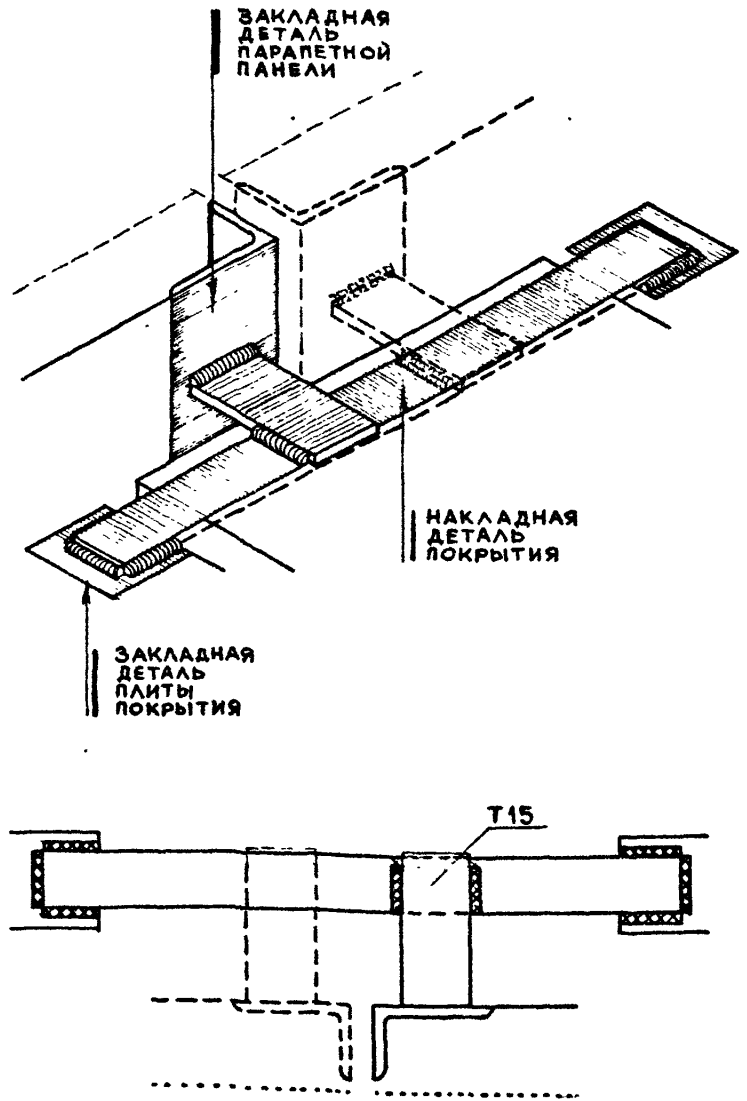 ЗАКЛАДНАЯ
ДЕТАЛЬ
ПАРАПЕТНОЙ
ПАНЕЛИ
НАКЛАДНАЯ
ДЕТАЛЬ
ПОКРЫТИЯ
ЗАКЛАДНАЯ
ДЕТАЛЬ
ПЛИТЫ
ПОКРЫТИЯ
Т15